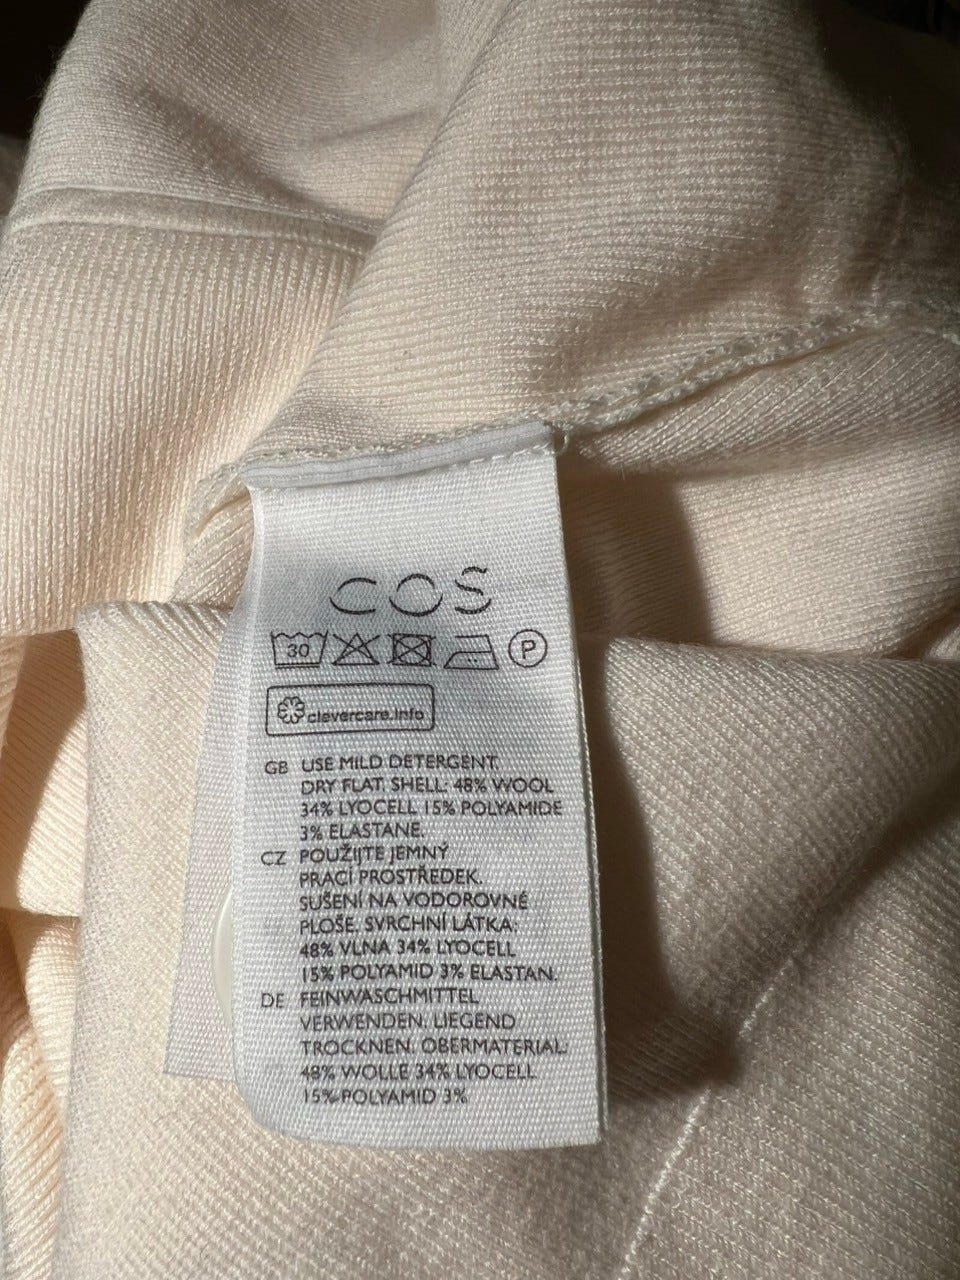 COS
30 P
clevercare.info
GB USE MILD DETERGENT.
DRY FLAT. SHELL: 48% WOOL
34% LYOCELL 15% POLYAMIDE
3% ELASTANE.
CZ POUŽIJTE JEMNÝ
PRACÍ PROSTŘEDEK.
SUŠENÍ NA VODOROVNÉ
PLOŠE. SVRCHNÍ LÁTKA:
48% VLNA 34% LYOCELL
15% POLYAMID 3% ELASTAN.
DE FEINWASCHMITTEL
VERWENDEN. LIEGEND
TROCKNEN. OBERMATERIAL:
48% WOLLE 34% LYOCELL
15% POLYAMID 3%